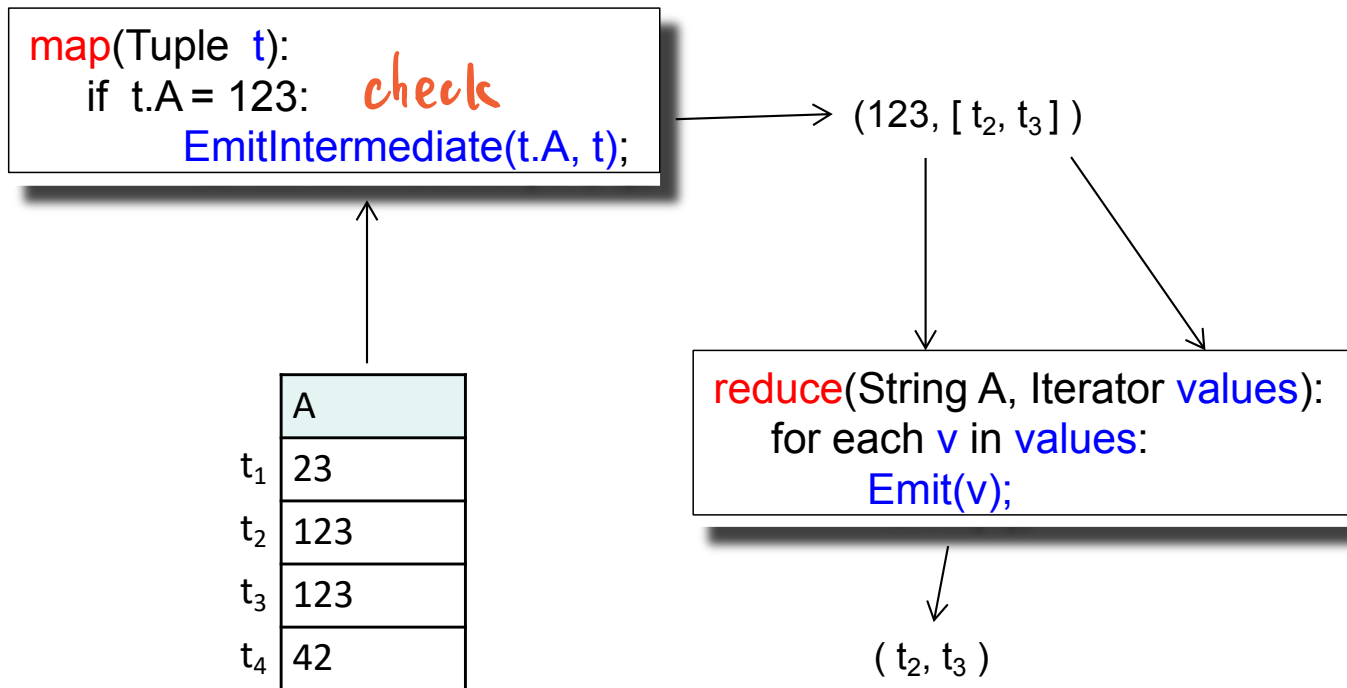 map(Tuple t):
if t.A = 123:
check
EmitIntermediate(t.A, t);
(123, [ t₂, t₃ ] )
A
t₁ 23
t₂ 123
t₃ 123
t₄ 42
reduce(String A, Iterator values):
for each v in values:
Emit(v);
( t₂, t₃ )